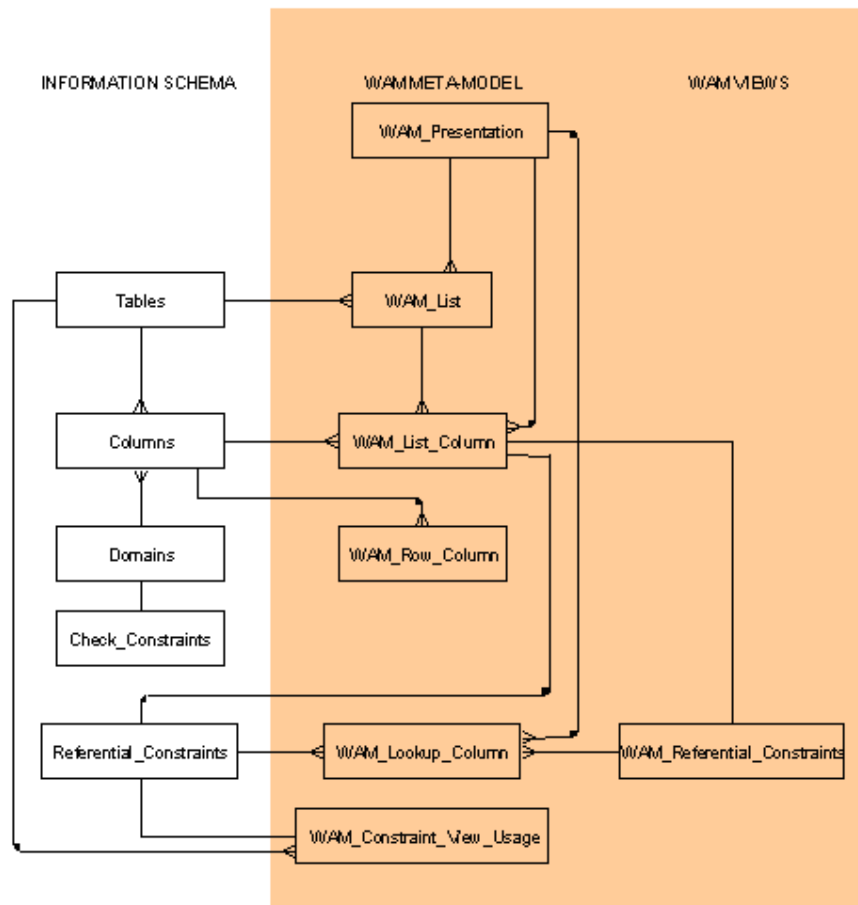 INFORMATION SCHEMA
WAM META-MODEL
WAM VIEWS
WAM_Presentation
Tables
WAM_List
Columns
WAM_List_Column
Domains
WAM_Row_Column
Check_Constraints
Referential_Constraints
WAM_Lookup_Column
WAM_Referential_Constraints
WAM_Constraint_View_Usage